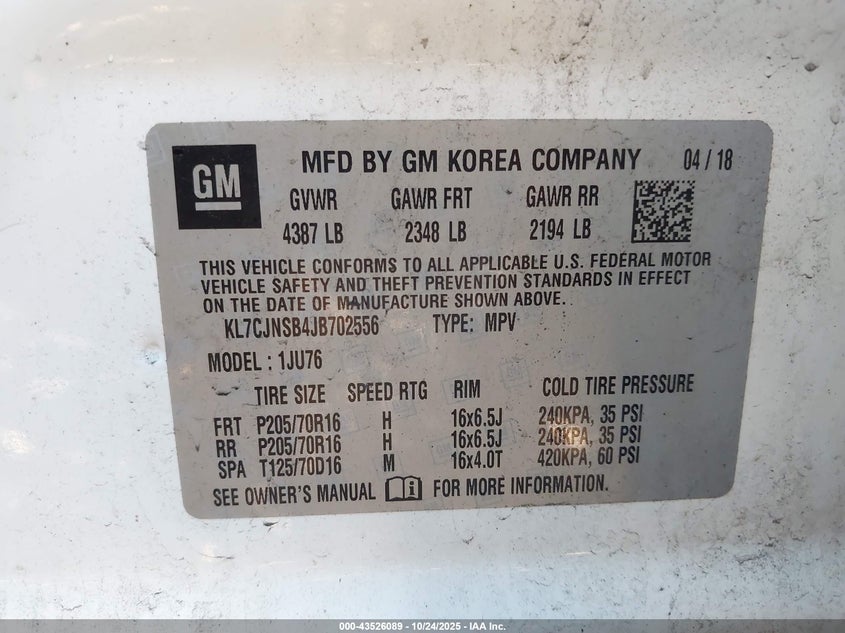 GM MFD BY GM KOREA COMPANY 04 / 18
GVWR GAWR FRT GAWR RR
4387 LB 2348 LB 2194 LB
THIS VEHICLE CONFORMS TO ALL APPLICABLE U.S. FEDERAL MOTOR
VEHICLE SAFETY AND THEFT PREVENTION STANDARDS IN EFFECT
ON THE DATE OF MANUFACTURE SHOWN ABOVE.
KL7CJNSB4JB702556 TYPE: MPV
MODEL : 1JU76
TIRE SIZE SPEED RTG RIM COLD TIRE PRESSURE
FRT P205/70R16 H 16x6.5J 240KPA, 35 PSI
RR P205/70R16 H 16x6.5J 240KPA, 35 PSI
SPA T125/70D16 M 16x4.0T 420KPA, 60 PSI
SEE OWNER'S MANUAL i FOR MORE INFORMATION.
000-43526089 - 10/24/2025 - IAA Inc.